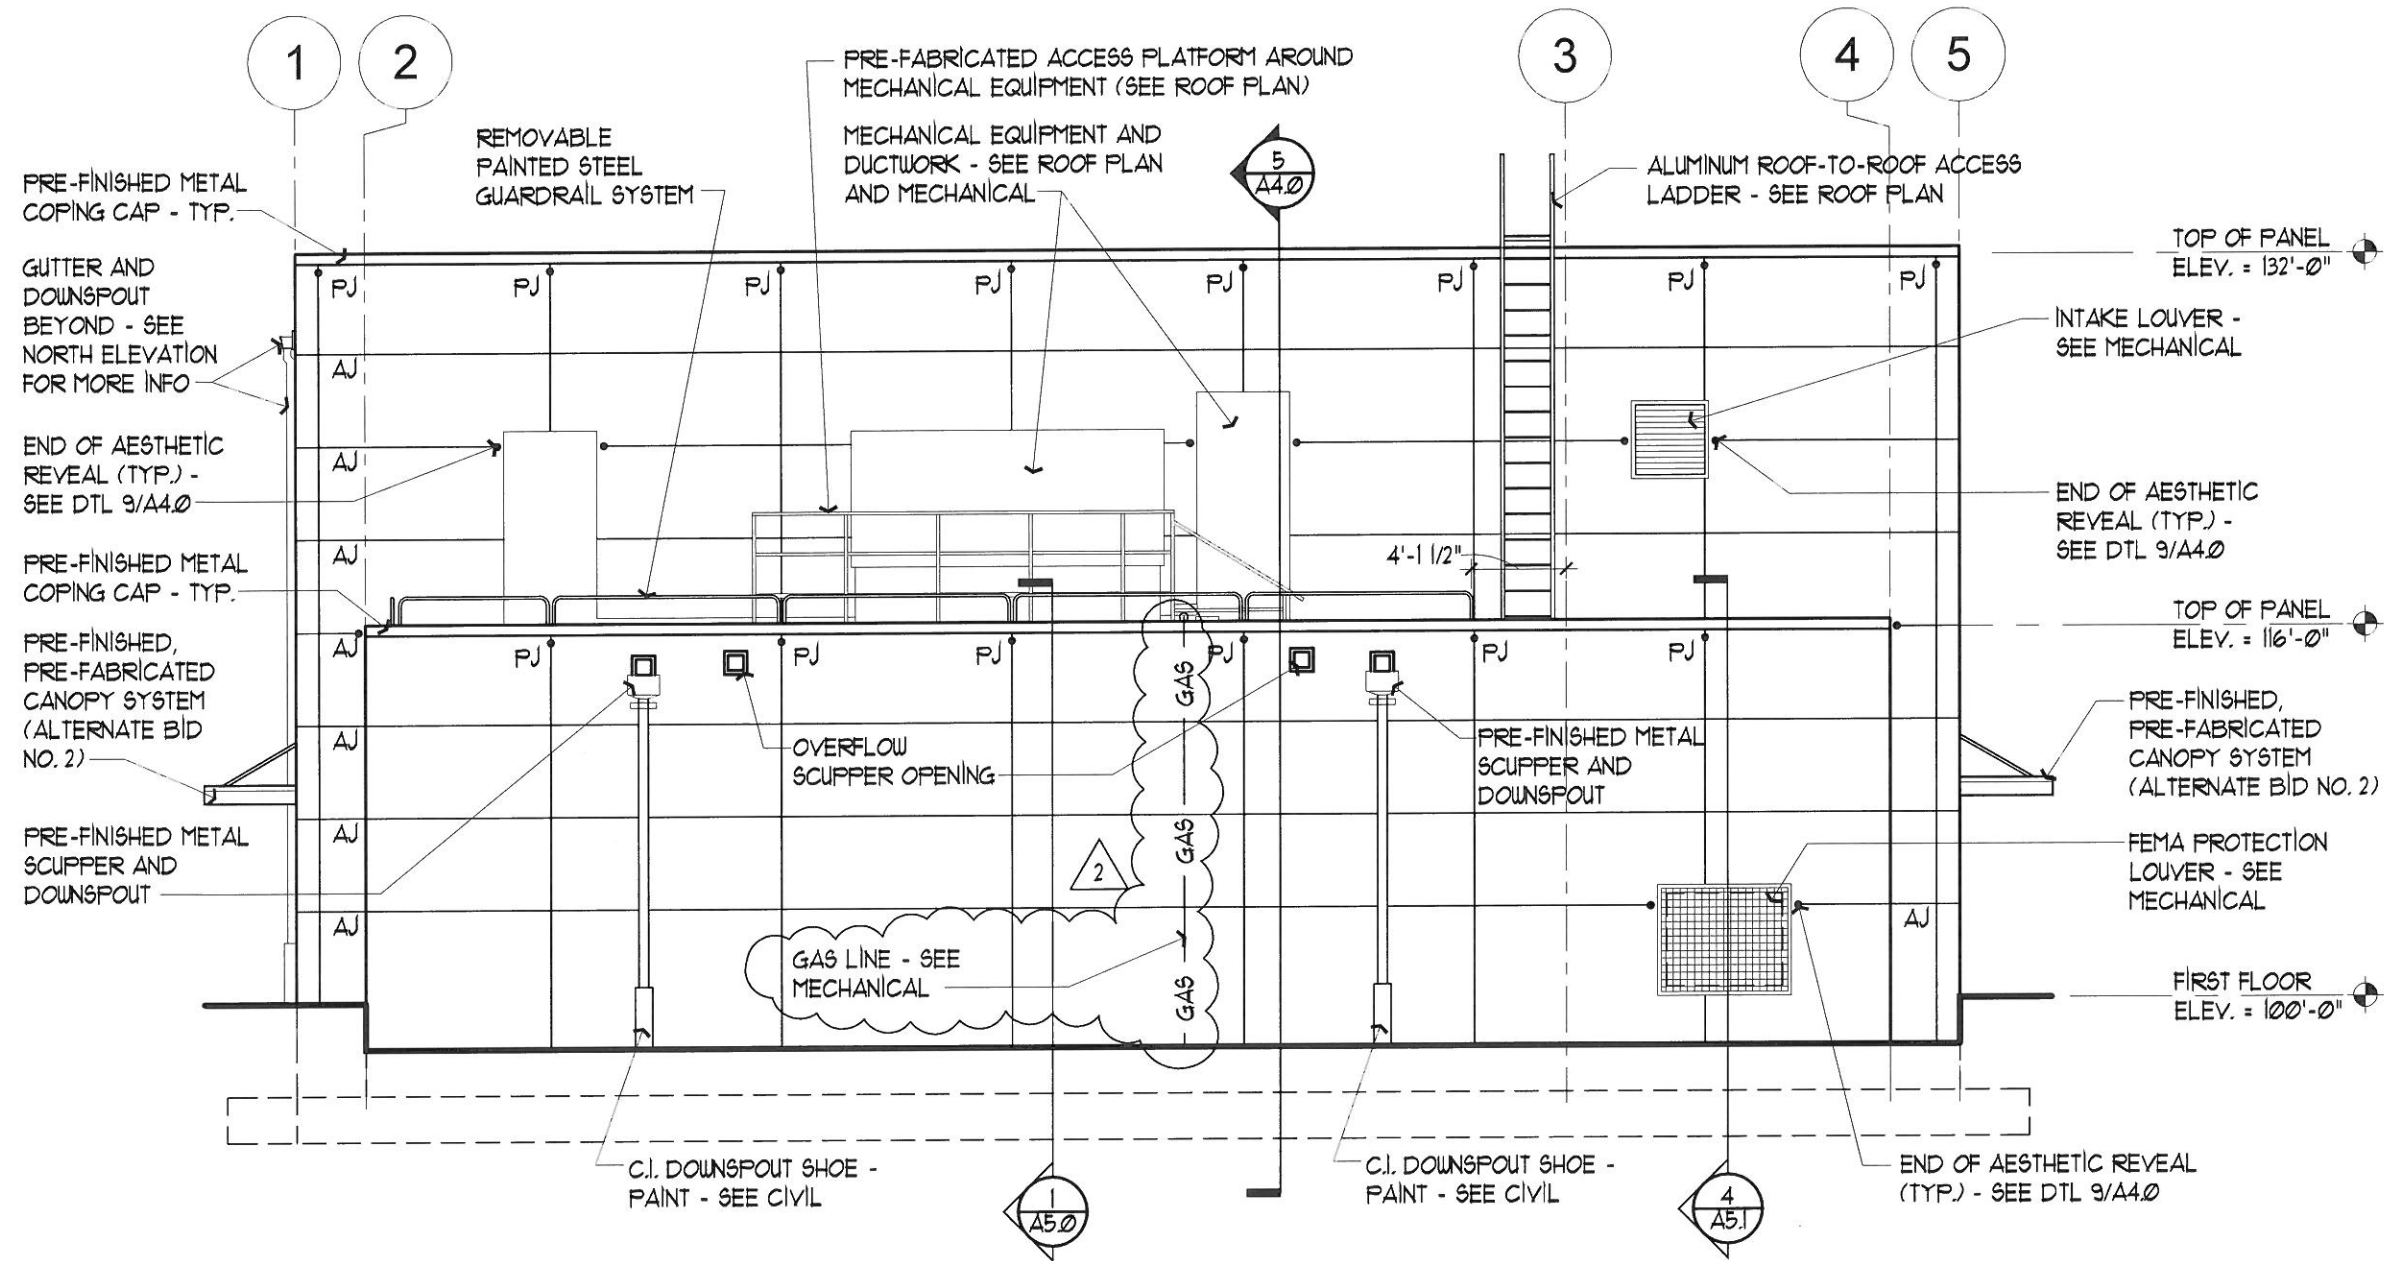 1
2
3
4
5
PRE-FABRICATED ACCESS PLATFORM AROUND
MECHANICAL EQUIPMENT (SEE ROOF PLAN)
REMOVABLE
PAINTED STEEL
GUARDRAIL SYSTEM
MECHANICAL EQUIPMENT AND
DUCTWORK - SEE ROOF PLAN
AND MECHANICAL
5
A4.0
ALUMINUM ROOF-TO-ROOF ACCESS
LADDER - SEE ROOF PLAN
PRE-FINISHED METAL
COPING CAP - TYP.
GUTTER AND
DOWNSPOUT
BEYOND - SEE
NORTH ELEVATION
FOR MORE INFO
END OF AESTHETIC
REVEAL (TYP.) -
SEE DTL 9/A4.0
PRE-FINISHED METAL
COPING CAP - TYP.
PRE-FINISHED,
PRE-FABRICATED
CANOPY SYSTEM
(ALTERNATE BID
NO. 2)
PRE-FINISHED METAL
SCUPPER AND
DOWNSPOUT
PJ
PJ
PJ
PJ
PJ
PJ
PJ
PJ
AJ
AJ
AJ
AJ
AJ
AJ
AJ
4'-1 1/2"
PJ
PJ
PJ
PJ
PJ
PJ
OVERFLOW
SCUPPER OPENING
PRE-FINISHED METAL
SCUPPER AND
DOWNSPOUT
GAS
GAS
GAS
2
GAS LINE - SEE
MECHANICAL
AJ
TOP OF PANEL
ELEV. = 132'-0"
INTAKE LOUVER -
SEE MECHANICAL
END OF AESTHETIC
REVEAL (TYP.) -
SEE DTL 9/A4.0
TOP OF PANEL
ELEV. = 116'-0"
PRE-FINISHED,
PRE-FABRICATED
CANOPY SYSTEM
(ALTERNATE BID NO. 2)
FEMA PROTECTION
LOUVER - SEE
MECHANICAL
FIRST FLOOR
ELEV. = 100'-0"
C.I. DOWNSPOUT SHOE -
PAINT - SEE CIVIL
1
A5.0
C.I. DOWNSPOUT SHOE -
PAINT - SEE CIVIL
4
A5.1
END OF AESTHETIC REVEAL
(TYP.) - SEE DTL 9/A4.0